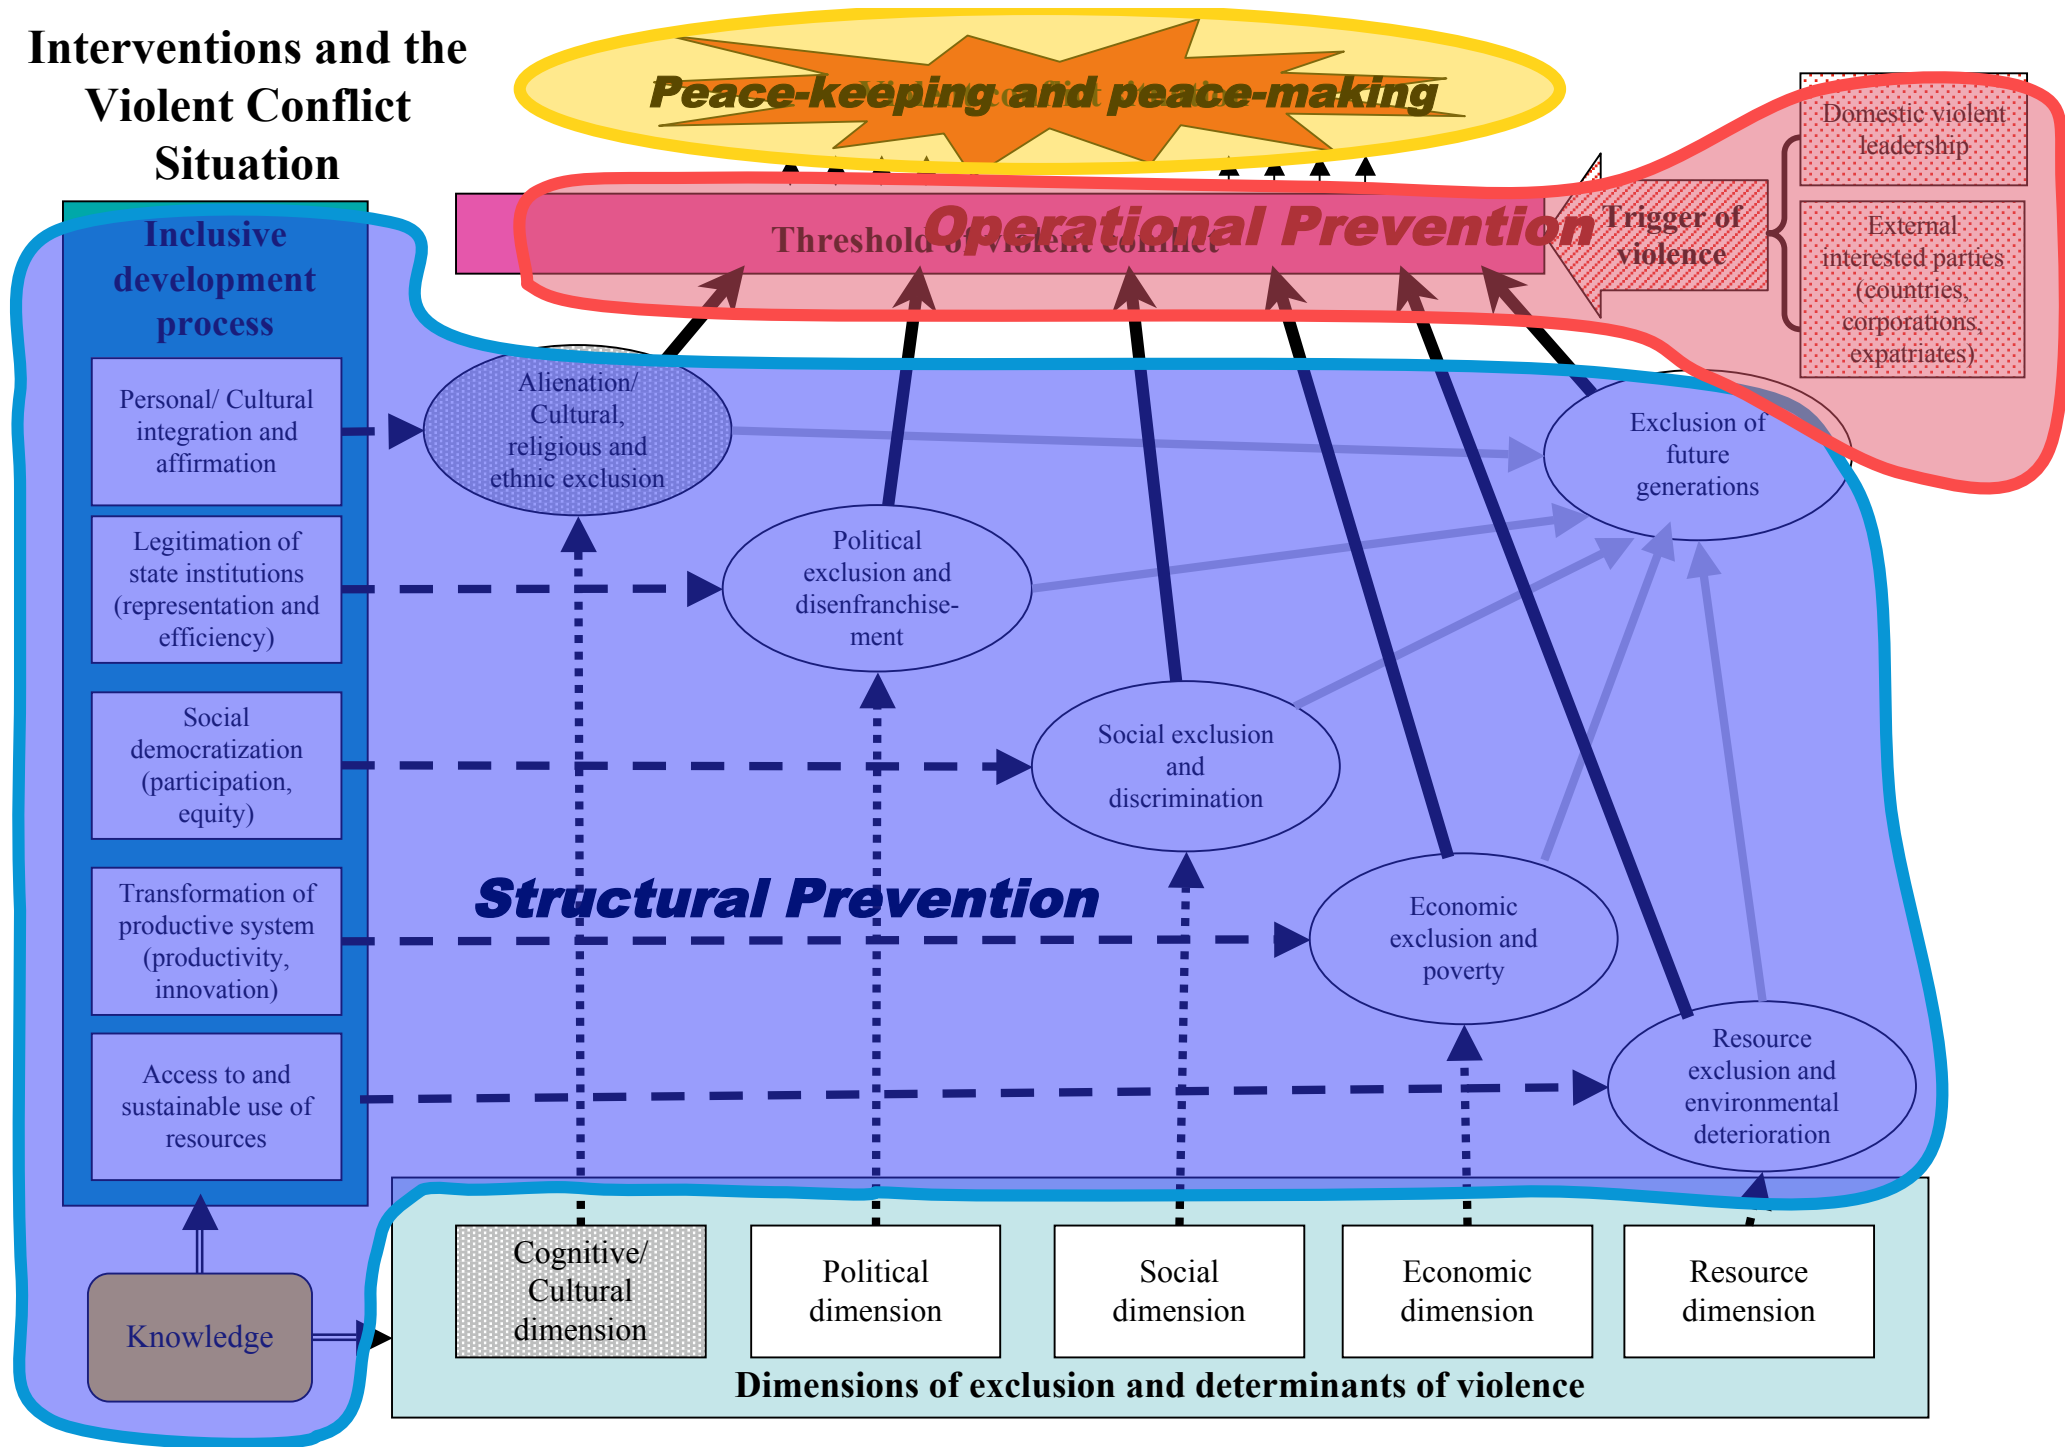 Interventions and the
Violent Conflict
Situation
Peace-keeping and peace-making
Domestic violent
leadership
Operational Prevention
Threshold of violent conflict
Trigger of
violence
External
interested parties
(countries,
corporations,
expatriates)
Inclusive
development
process
Personal/ Cultural
integration and
affirmation
Alienation/
Cultural,
religious and
ethnic exclusion
Exclusion of
future
generations
Legitimation of
state institutions
(representation and
efficiency)
Political
exclusion and
disenfranchise-
ment
Social
democratization
(participation,
equity)
Social exclusion
and
discrimination
Transformation of
productive system
(productivity,
innovation)
Structural Prevention
Economic
exclusion and
poverty
Access to and
sustainable use of
resources
Resource
exclusion and
environmental
deterioration
Knowledge
Cognitive/
Cultural
dimension
Political
dimension
Social
dimension
Economic
dimension
Resource
dimension
Dimensions of exclusion and determinants of violence